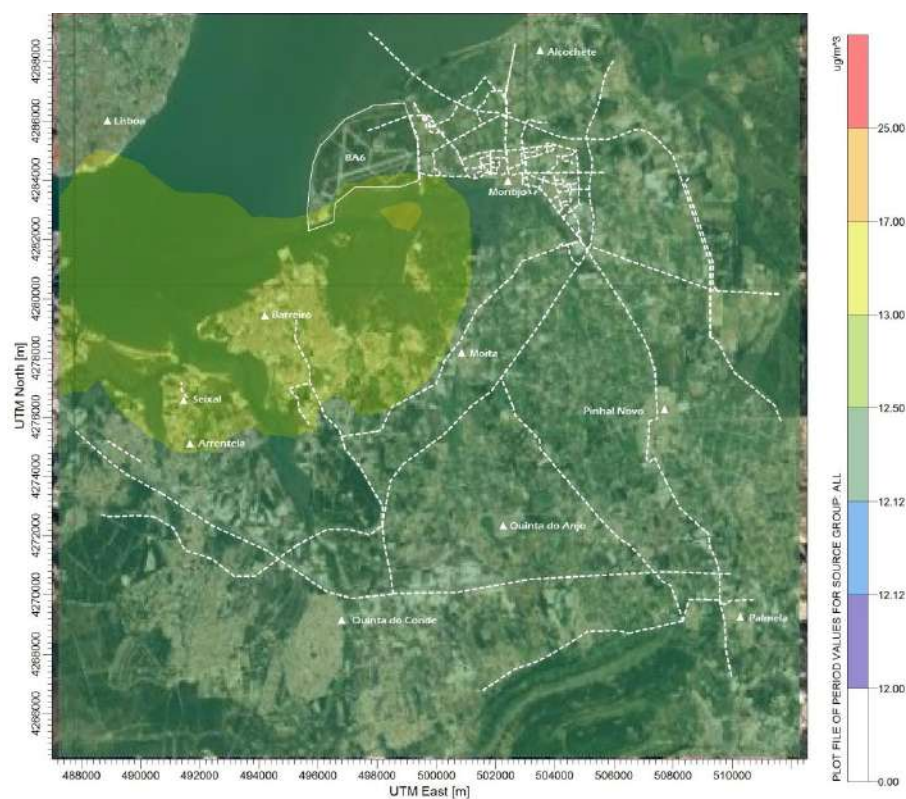 Alcochete
Lisboa
BA6
Montijo
Barreiro
Moita
Seixal
Pinhal Novo
Arrentela
Quinta do Anjo
Quinta do Conde
Palmela
UTM North [m]
4288000
4286000
4284000
4282000
4280000
4278000
4276000
4274000
4272000
4270000
4268000
4266000
488000 490000 492000 494000 496000 498000 500000 502000 504000 506000 508000 510000
UTM East [m]
PLOT FILE OF PERIOD VALUES FOR SOURCE GROUP: ALL
ug/m^3
25.00
17.00
13.00
12.50
12.12
12.12
12.00
0.00